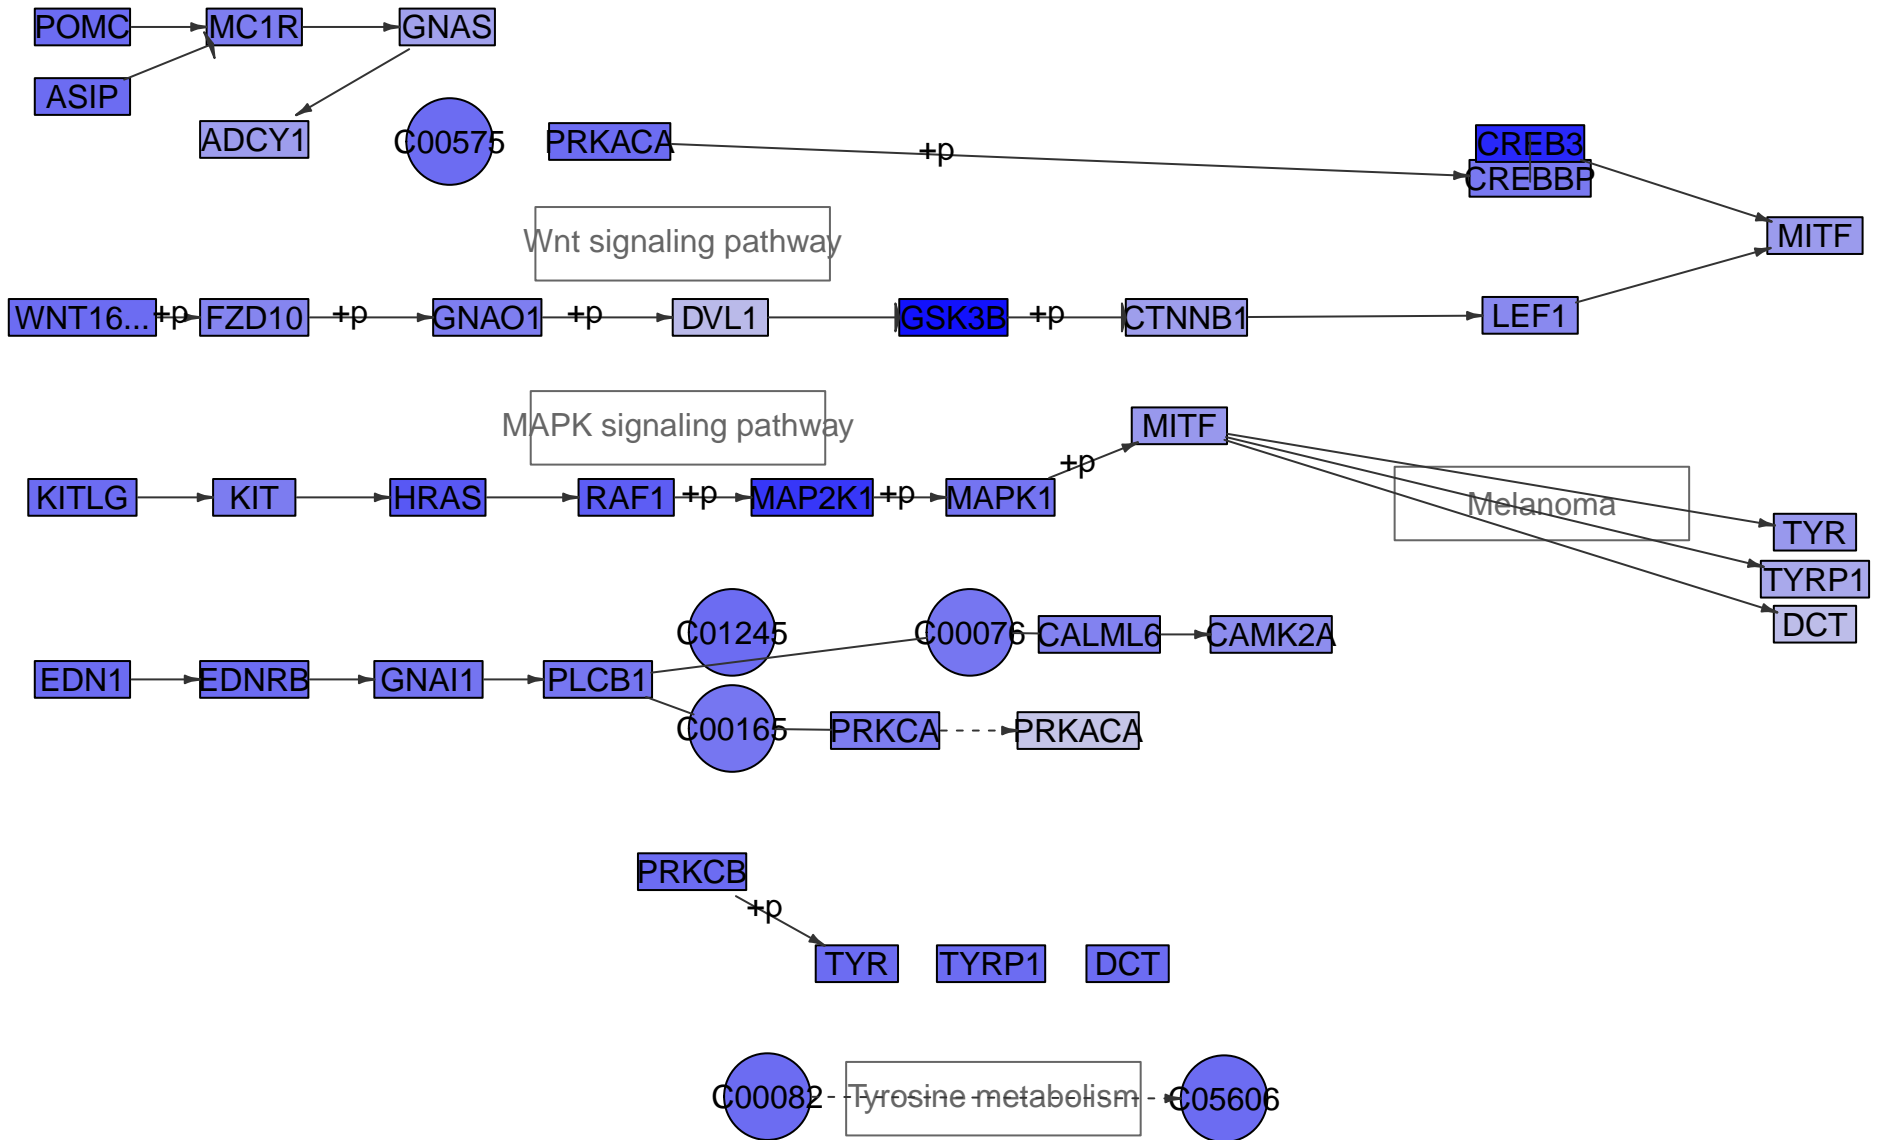 POMC MC1R GNAS
ASIP
ADCY1 C00575 PRKACA +p CREB3
CREBBP
Wnt signaling pathway MITF
WNT16... +p FZD10 +p GNAO1 +p DVL1 GSK3B +p CTNNB1 LEF1
MAPK signaling pathway MITF
+p
KITLG KIT HRAS RAF1 +p MAP2K1 +p MAPK1 Melanoma
TYR
TYRP1
C01245 C00076 CALML6 CAMK2A DCT
EDN1 EDNRB GNAI1 PLCB1
C00165 PRKCA PRKACA
PRKCB
+p
TYR TYRP1 DCT
C00082 Tyrosine metabolism C05606